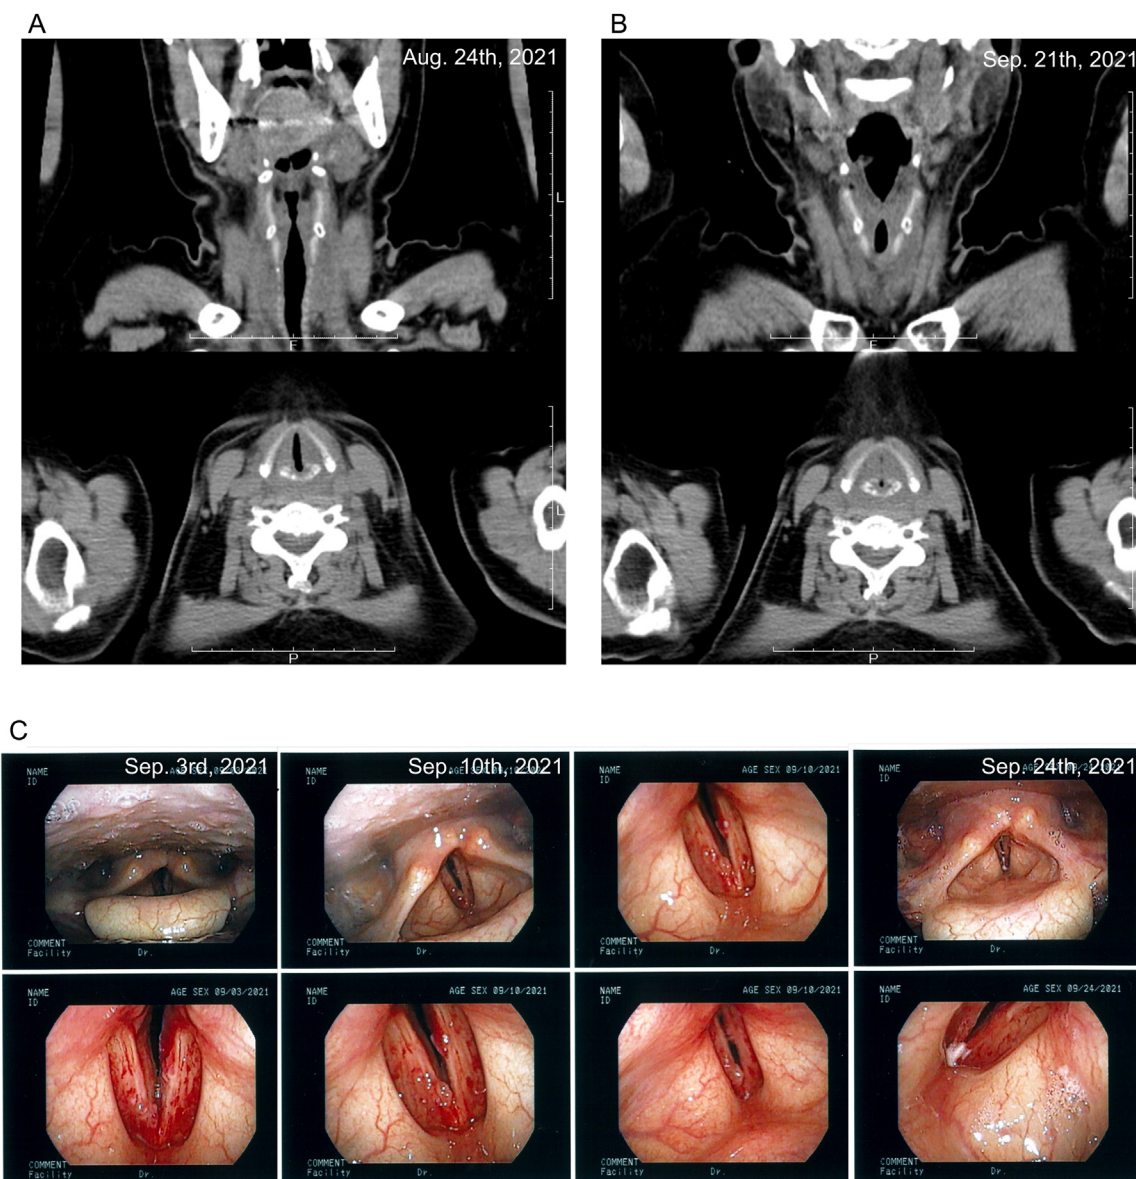 A
B
Aug. 24th, 2021
Sep. 21th, 2021
L
F
F
L
P
P
C
Sep. 3rd, 2021
NAME
ID
AGE SEX
COMMENT
Facility
Dr.
Sep. 10th, 2021
NAME
ID
AGE SEX
COMMENT
Facility
Dr.
NAME
ID
AGE SEX 09/10/2021
COMMENT
Facility
Dr.
Sep. 24th, 2021
NAME
ID
COMMENT
Facility
Dr.
NAME
ID
AGE SEX 09/03/2021
COMMENT
Facility
Dr.
NAME
ID
AGE SEX 09/10/2021
COMMENT
Facility
Dr.
NAME
ID
AGE SEX 09/10/2021
COMMENT
Facility
Dr.
NAME
ID
AGE SEX 09/24/2021
COMMENT
Facility
Dr.